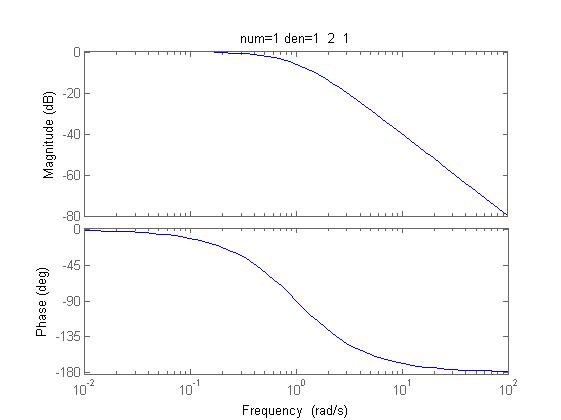 num=1 den=1  2  1
0
-20
-40
-60
-80
Magnitude (dB)
0
-45
-90
-135
-180
Phase (deg)
10^-2 10^-1 10^0 10^1 10^2
Frequency  (rad/s)